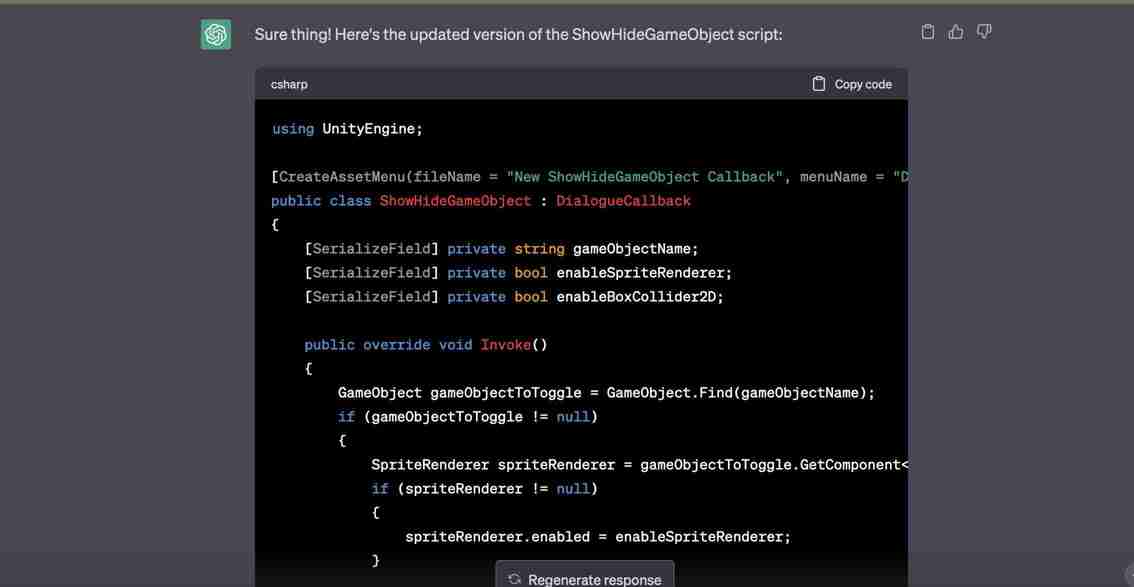 Sure thing! Here's the updated version of the ShowHideGameObject script:
csharp
Copy code
using UnityEngine;
[CreateAssetMenu(fileName = "New ShowHideGameObject Callback", menuName = "D
public class ShowHideGameObject : DialogueCallback
{
[SerializeField] private string gameObjectName;
[SerializeField] private bool enableSpriteRenderer;
[SerializeField] private bool enableBoxCollider2D;
public override void Invoke()
{
GameObject gameObjectToToggle = GameObject.Find(gameObjectName);
if (gameObjectToToggle != null)
{
SpriteRenderer spriteRenderer = gameObjectToToggle.GetComponent<
if (spriteRenderer != null)
{
spriteRenderer.enabled = enableSpriteRenderer;
}
Regenerate response